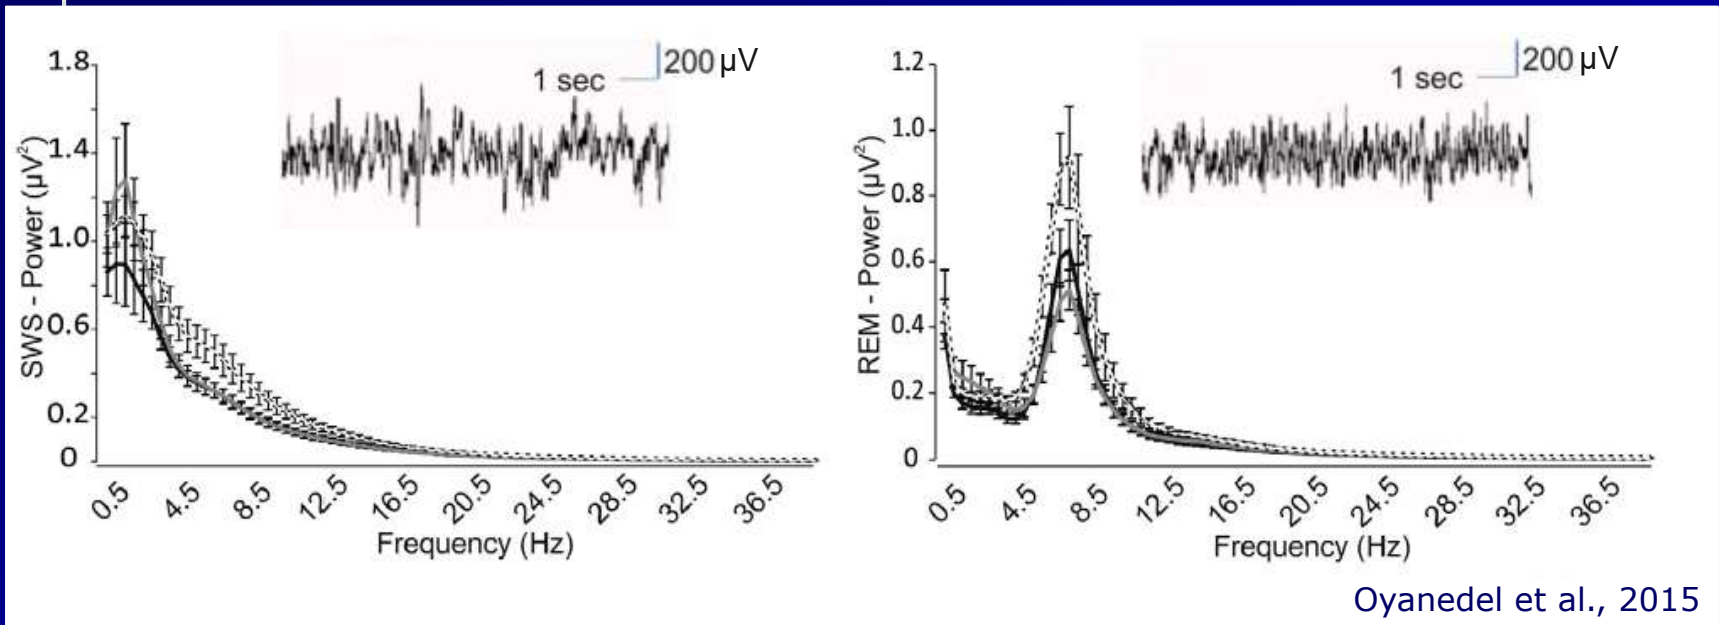 1.8
1.4
1.0
0.6
0.2
0
SWS - Power (µV²)
1 sec
200 µV
0.5 4.5 8.5 12.5 16.5 20.5 24.5 28.5 32.5 36.5
Frequency (Hz)
1.2
1.0
0.8
0.6
0.4
0.2
0
REM - Power (µV²)
1 sec
200 µV
0.5 4.5 8.5 12.5 16.5 20.5 24.5 28.5 32.5 36.5
Frequency (Hz)
Oyanedel et al., 2015